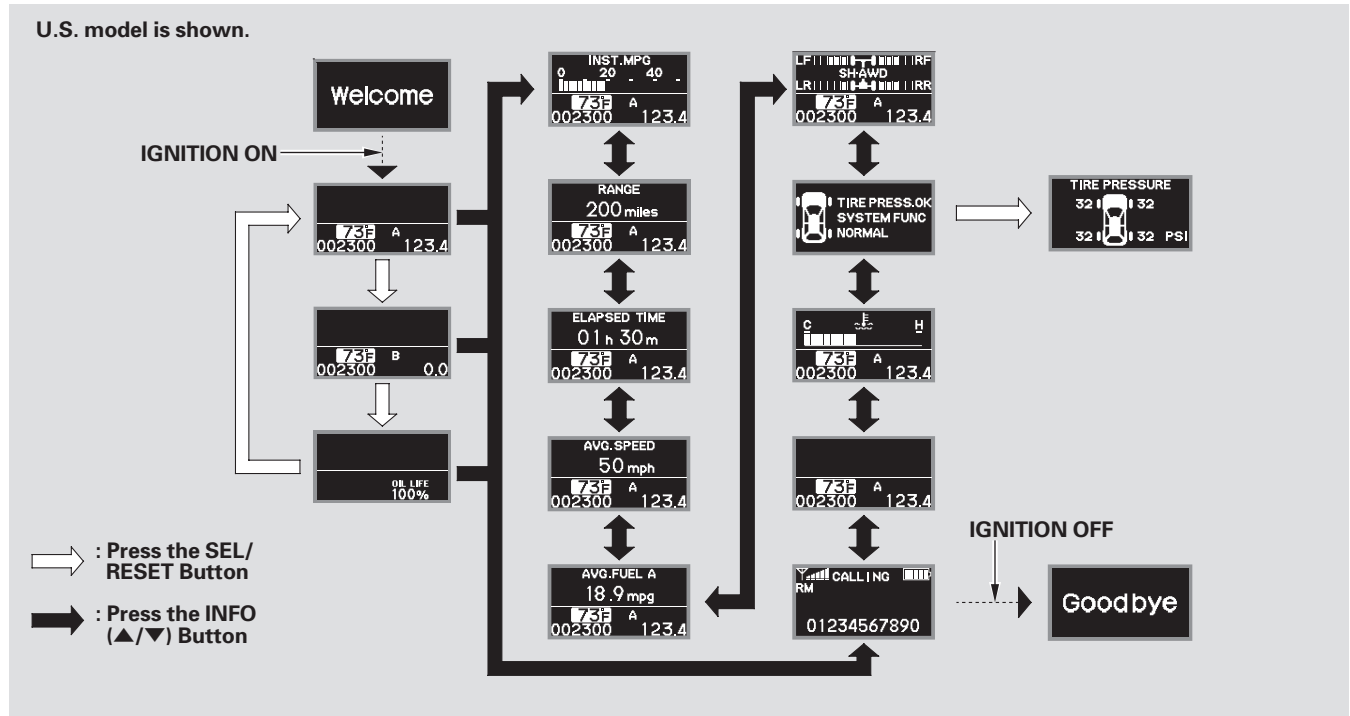 U.S. model is shown.
Welcome
IGNITION ON
73°F A
002300 123.4
73°F B
002300 0.0
OIL LIFE
100%
: Press the SEL/
RESET Button
: Press the INFO
(▲/▼) Button
INST.MPG
0 20 40
73°F A
002300 123.4
RANGE
200 miles
73°F A
002300 123.4
ELAPSED TIME
01h 30m
73°F A
002300 123.4
AVG.SPEED
50 mph
73°F A
002300 123.4
AVG.FUEL A
18.9 mpg
73°F A
002300 123.4
LF RF
SH-AWD
LR RR
73°F A
002300 123.4
TIRE PRESS.OK
SYSTEM FUNC
NORMAL
C H
73°F A
002300 123.4
73°F A
002300 123.4
CALLING
RM
01234567890
TIRE PRESSURE
32 32
32 32 PSI
IGNITION OFF
Goodbye